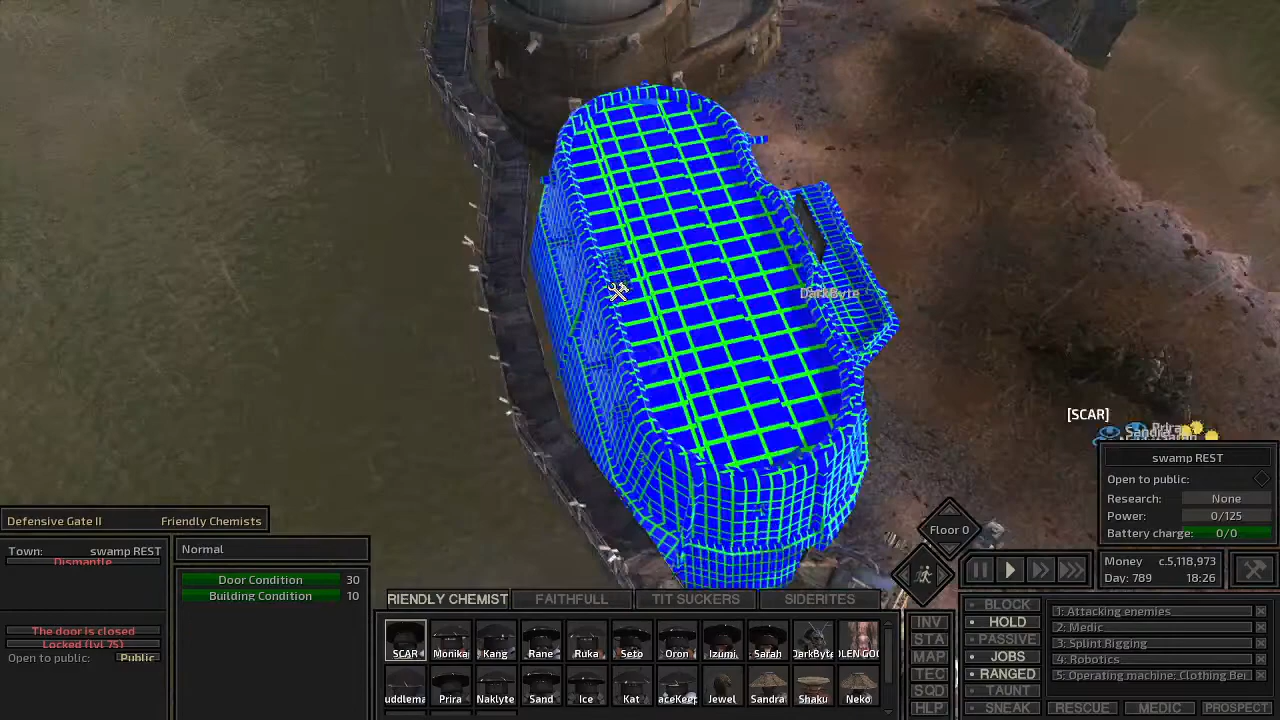 DarkByte
[SCAR]
swamp REST
Open to public:
Research: None
Power: 0/125
Battery charge: 0/0
Floor 0
Defensive Gate II Friendly Chemists
Town: swamp REST
Dismantle
The door is closed
Locked (lvl 75)
Open to public: Public
Normal
Door Condition 30
Building Condition 10
Money c.5,118,973
Day: 789 18:26
RIENDLY CHEMIST FAITHFULL TIT SUCKERS SIDERITES
SCAR Monika Kang Rane Ruka Seto Oron Izumi Sarah DarkByte
uddlema Prira Naklyte Sand Ice Kat aceKeep Jewel Sandra Shaku Neko
INV
STA
MAP
TEC
SQD
HLP
BLOCK
HOLD
PASSIVE
JOBS
RANGED
TAUNT
SNEAK
1: Attacking enemies
2: Medic
3: Splint Rigging
4: Robotics
5: Operating machine: Clothing Ben
RESCUE MEDIC PROSPECT